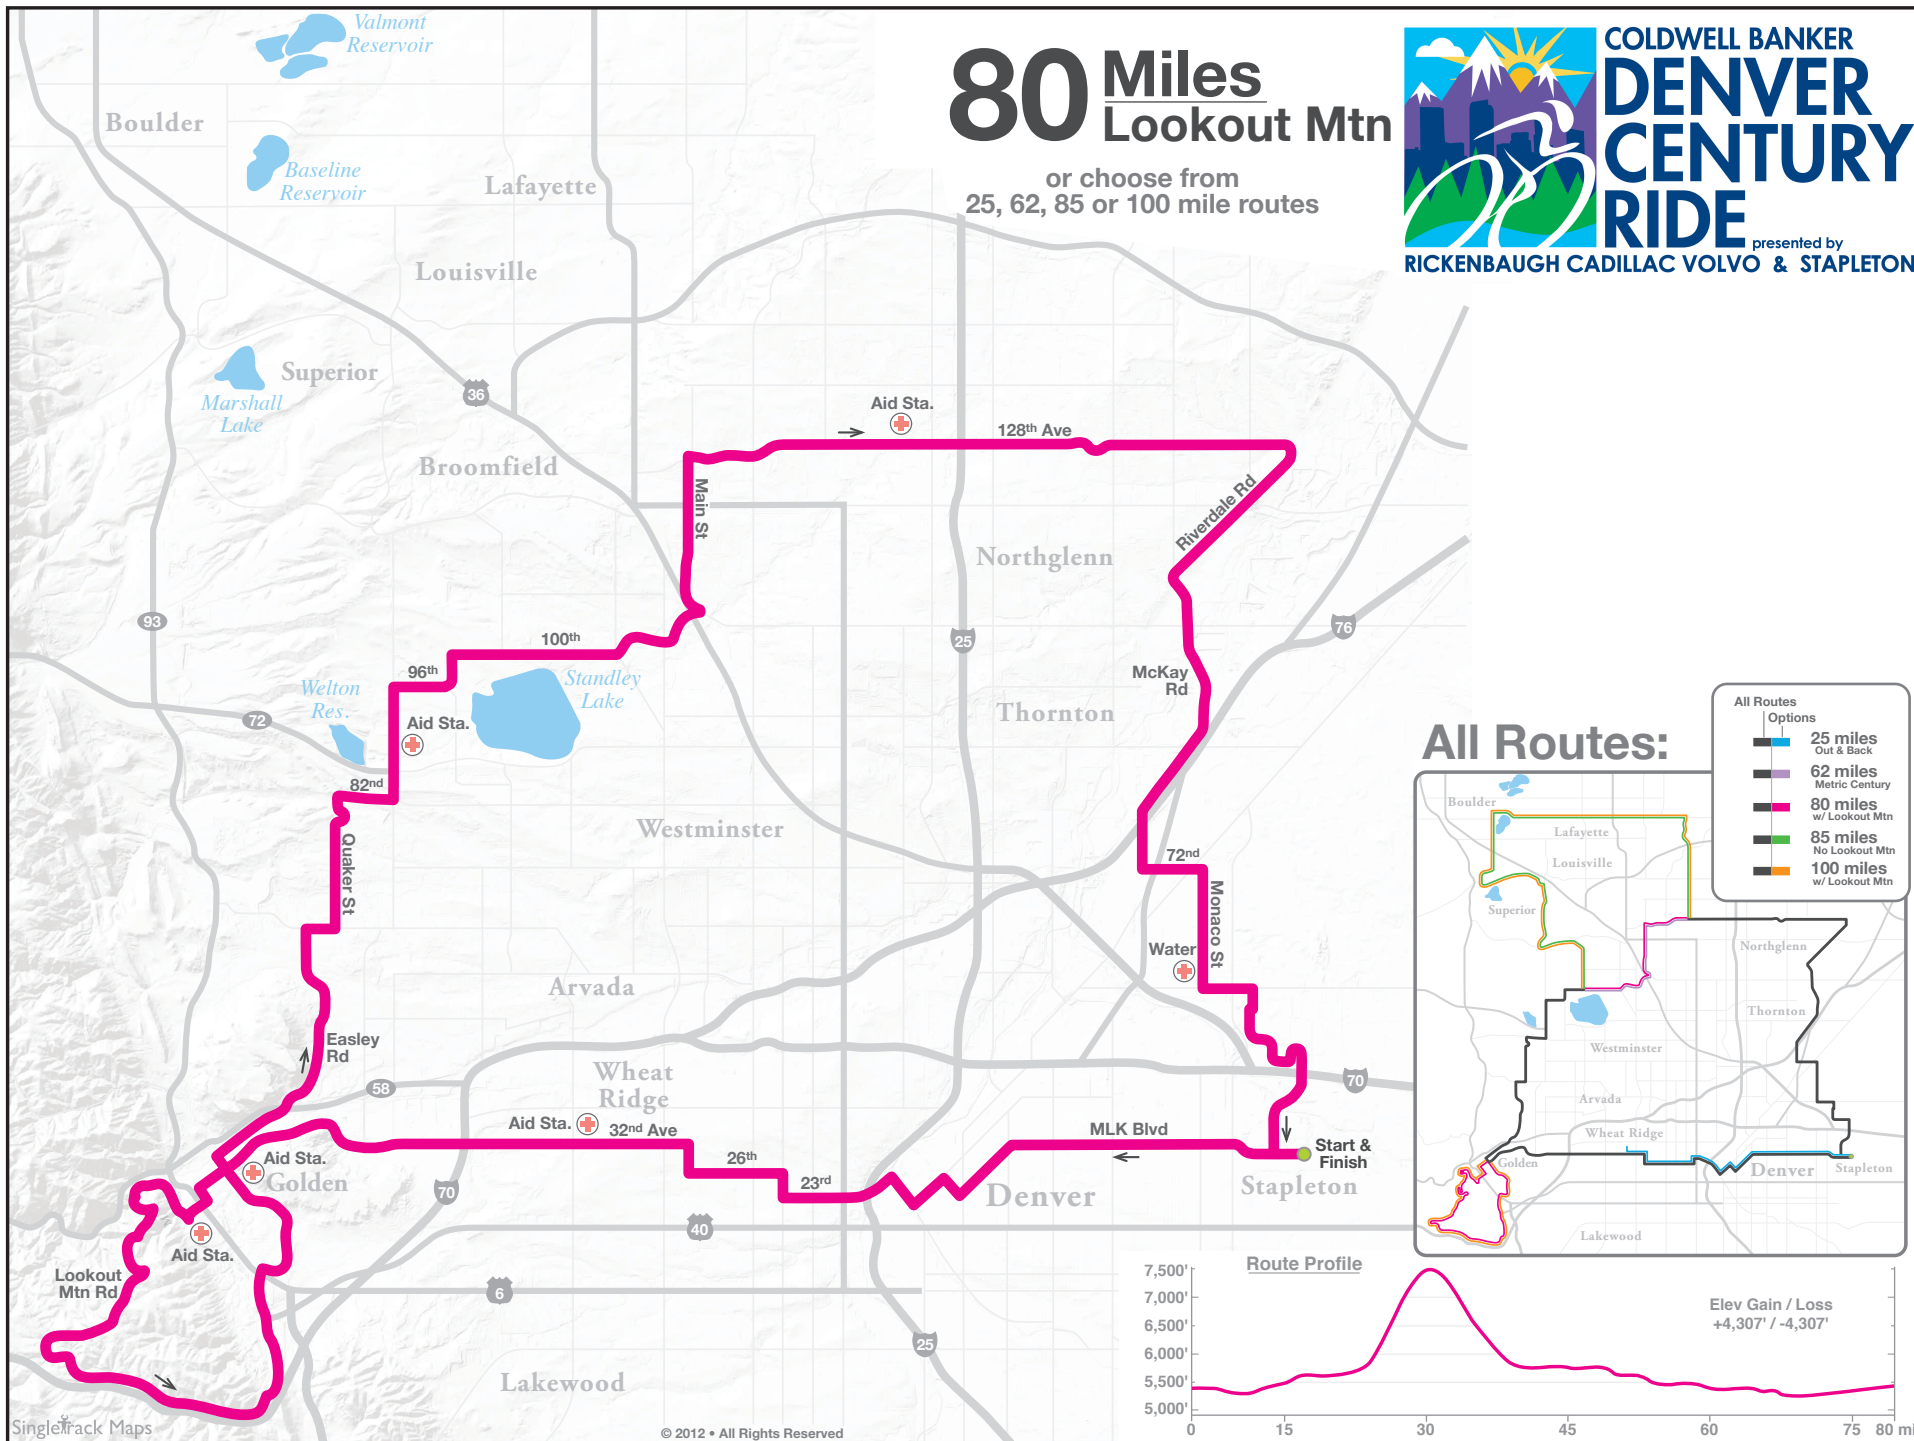 80 Miles
Lookout Mtn
or choose from
25, 62, 85 or 100 mile routes
COLDWELL BANKER
DENVER
CENTURY
RIDE
presented by
RICKENBAUGH CADILLAC VOLVO & STAPLETON
Valmont
Reservoir
Boulder
Baseline
Reservoir
Lafayette
Louisville
Superior
Marshall
Lake
36
Aid Sta.
128th Ave
Broomfield
Main St
Riverdale Rd
Northglenn
93
25
76
100th
96th
Welton
Res.
Standley
Lake
McKay
Rd
72
Aid Sta.
Thornton
82nd
Westminster
Quaker St
72nd
Monaco St
Water
Arvada
Easley
Rd
58
Wheat
Ridge
70
Aid Sta.
32nd Ave
MLK Blvd
Start &
Finish
Aid Sta.
Golden
26th
23rd
70
Denver
Stapleton
40
Aid Sta.
Lookout
Mtn Rd
6
25
Lakewood
SingleTrack Maps
© 2012 • All Rights Reserved
All Routes:
All Routes
Options
25 miles
Out & Back
62 miles
Metric Century
80 miles
w/ Lookout Mtn
85 miles
No Lookout Mtn
100 miles
w/ Lookout Mtn
Boulder
Lafayette
Louisville
Superior
Northglenn
Thornton
Westminster
Arvada
Wheat Ridge
Golden
Denver
Stapleton
Lakewood
Route Profile
7,500'
7,000'
6,500'
6,000'
5,500'
5,000'
Elev Gain / Loss
+4,307' / -4,307'
0 15 30 45 60 75 80 mi